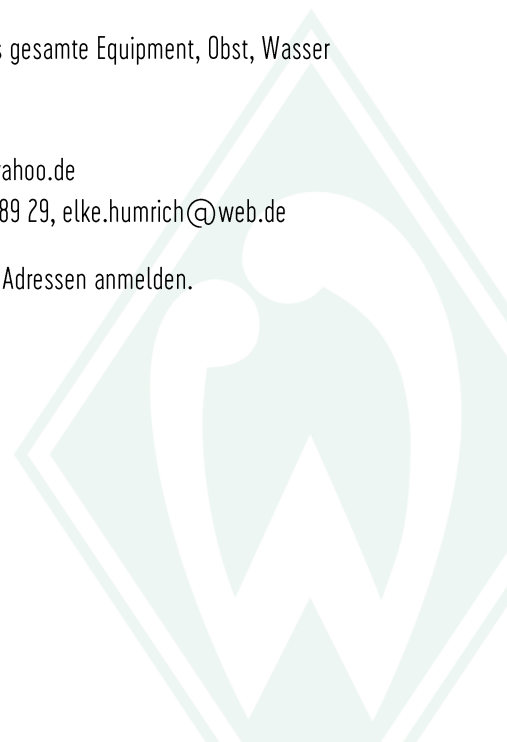 s gesamte Equipment, Obst, Wasser
ahoo.de
89 29, elke.humrich@web.de
Adressen anmelden.